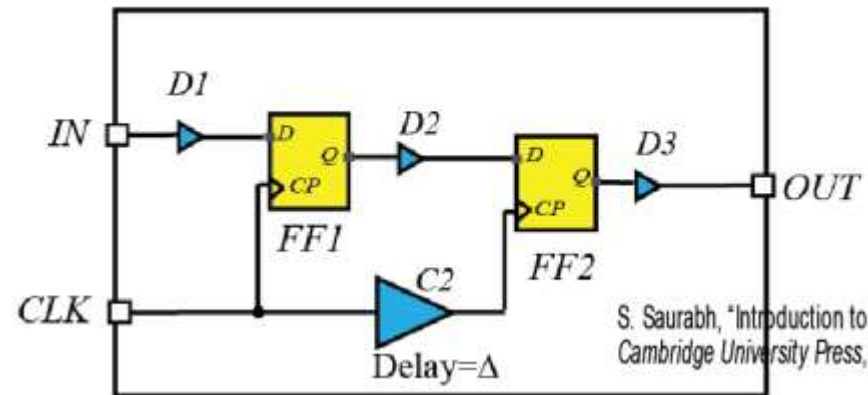 D1
IN
D
Q
CP
FF1
D2
D
Q
CP
FF2
D3
OUT
CLK
C2
Delay=Δ
S. Saurabh, "Introduction to
Cambridge University Press,